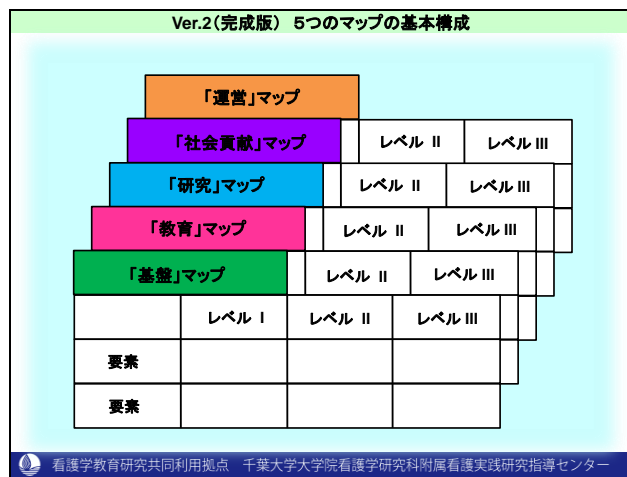 Ver.2(完成版) 5つのマップの基本構成
「運営」マップ
「社会貢献」マップ レベル II レベル III
「研究」マップ レベル II レベル III
「教育」マップ レベル II レベル III
「基盤」マップ レベル II レベル III
レベル I レベル II レベル III
要素
要素
看護学教育研究共同利用拠点 千葉大学大学院看護学研究科附属看護実践研究指導センター